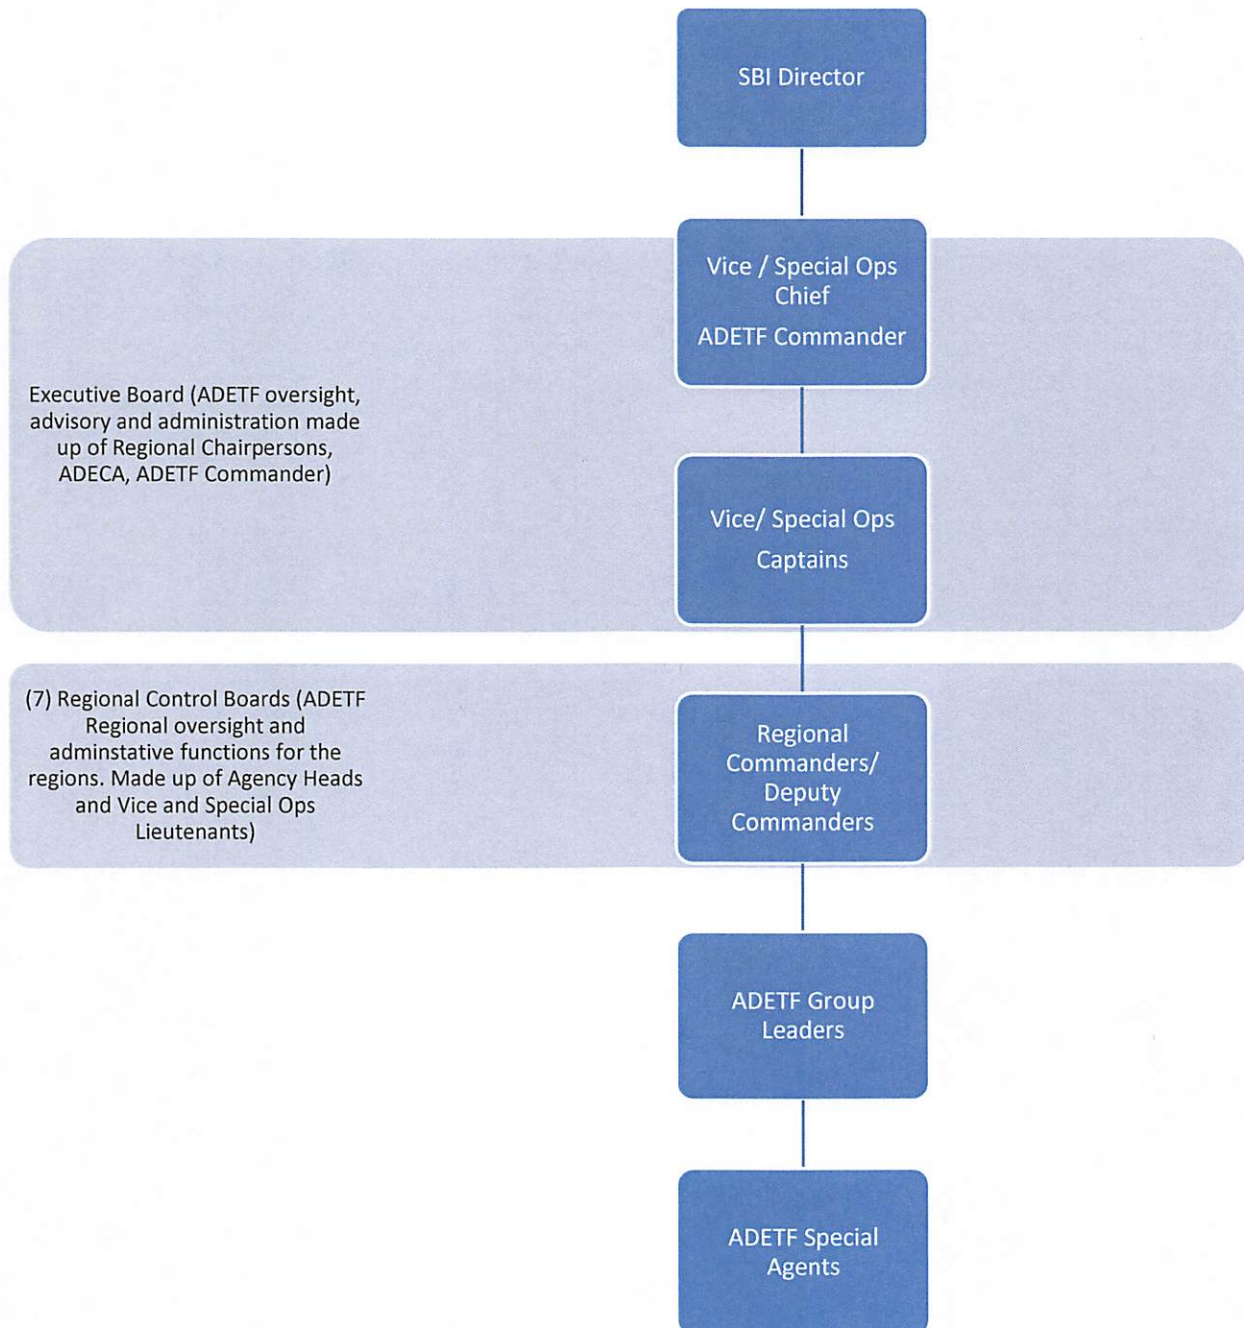 SBI Director
Vice / Special Ops
Chief
ADETF Commander
Executive Board (ADETF oversight,
advisory and administration made
up of Regional Chairpersons,
ADECA, ADETF Commander)
Vice/ Special Ops
Captains
(7) Regional Control Boards (ADETF
Regional oversight and
adminstative functions for the
regions. Made up of Agency Heads
and Vice and Special Ops
Lieutenants)
Regional
Commanders/
Deputy
Commanders
ADETF Group
Leaders
ADETF Special
Agents